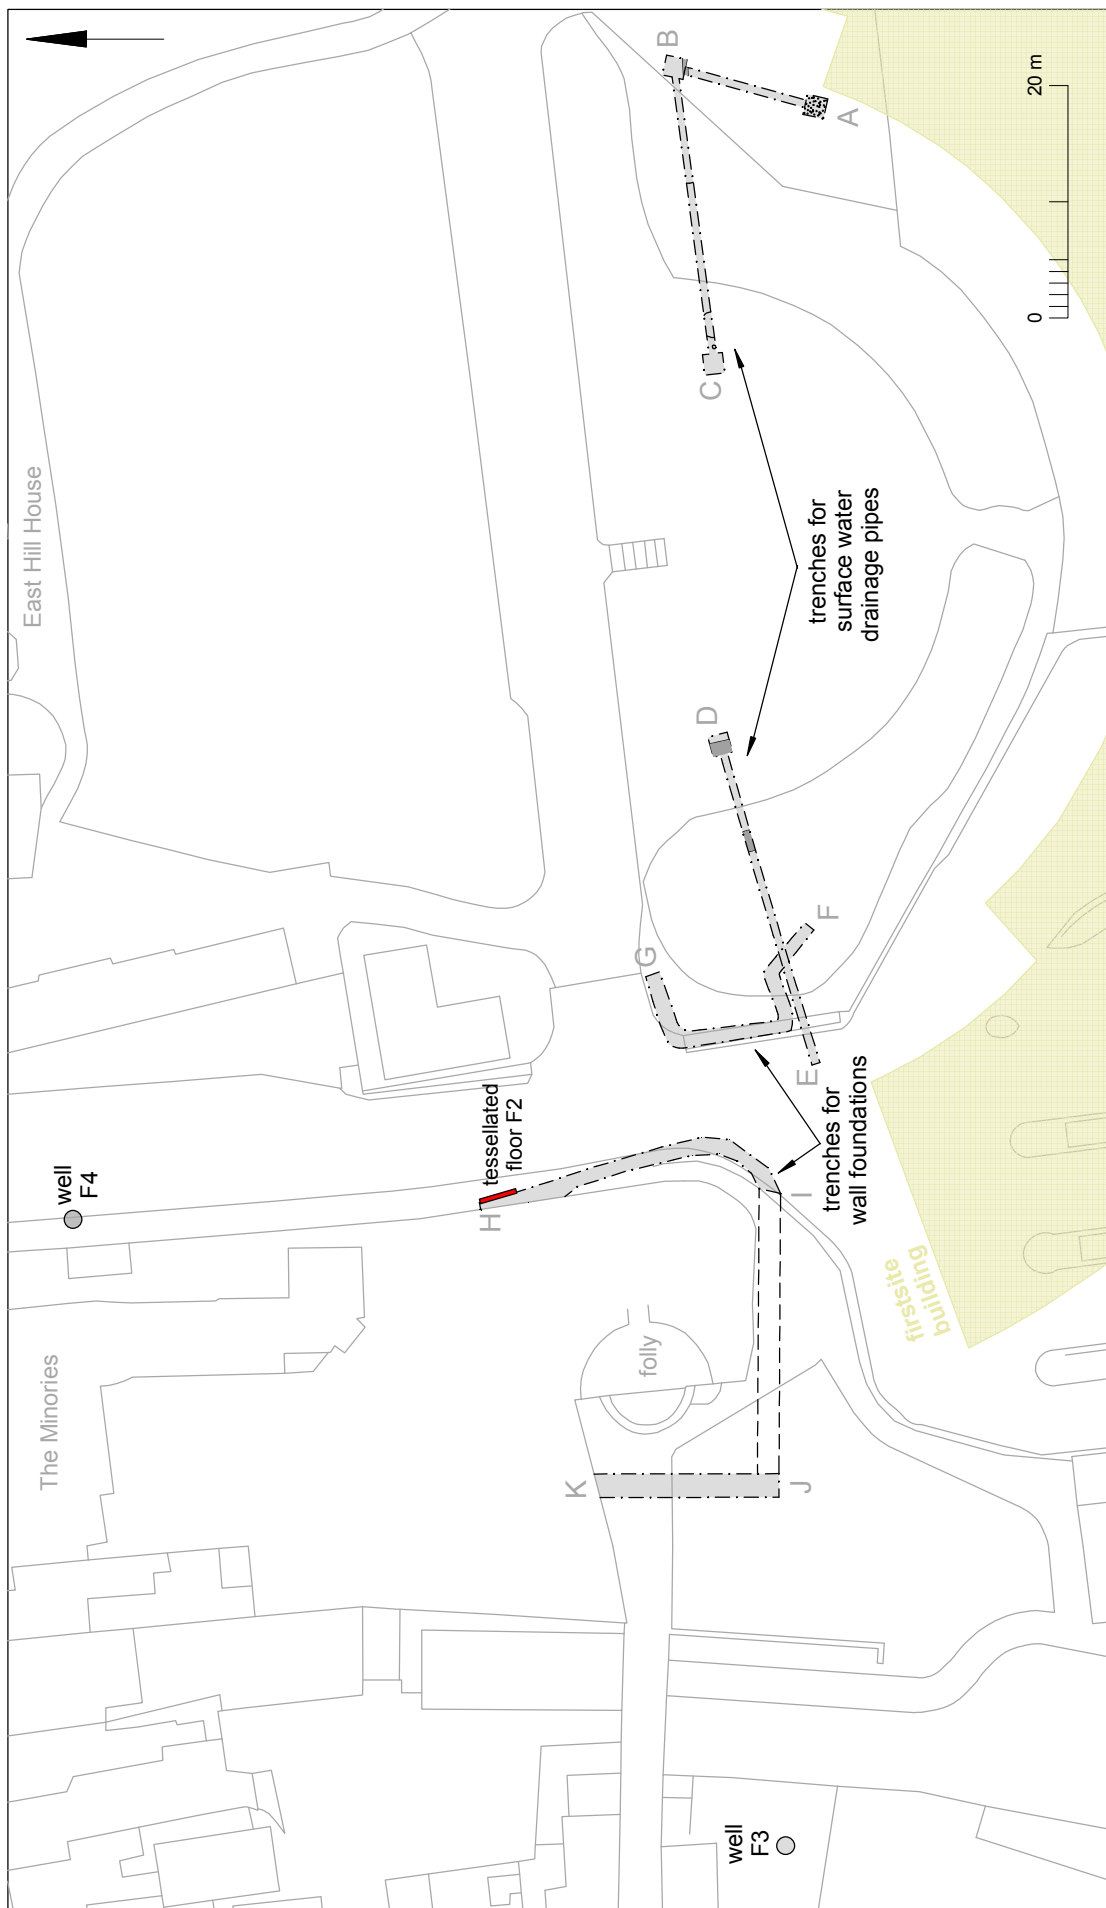 The Minories
East Hill House
well
F4
tessellated
floor F2
H
K
J
I
folly
G
E
F
D
C
B
A
trenches for
wall foundations
trenches for
surface water
drainage pipes
firstsite
building
well
F3
0
20 m